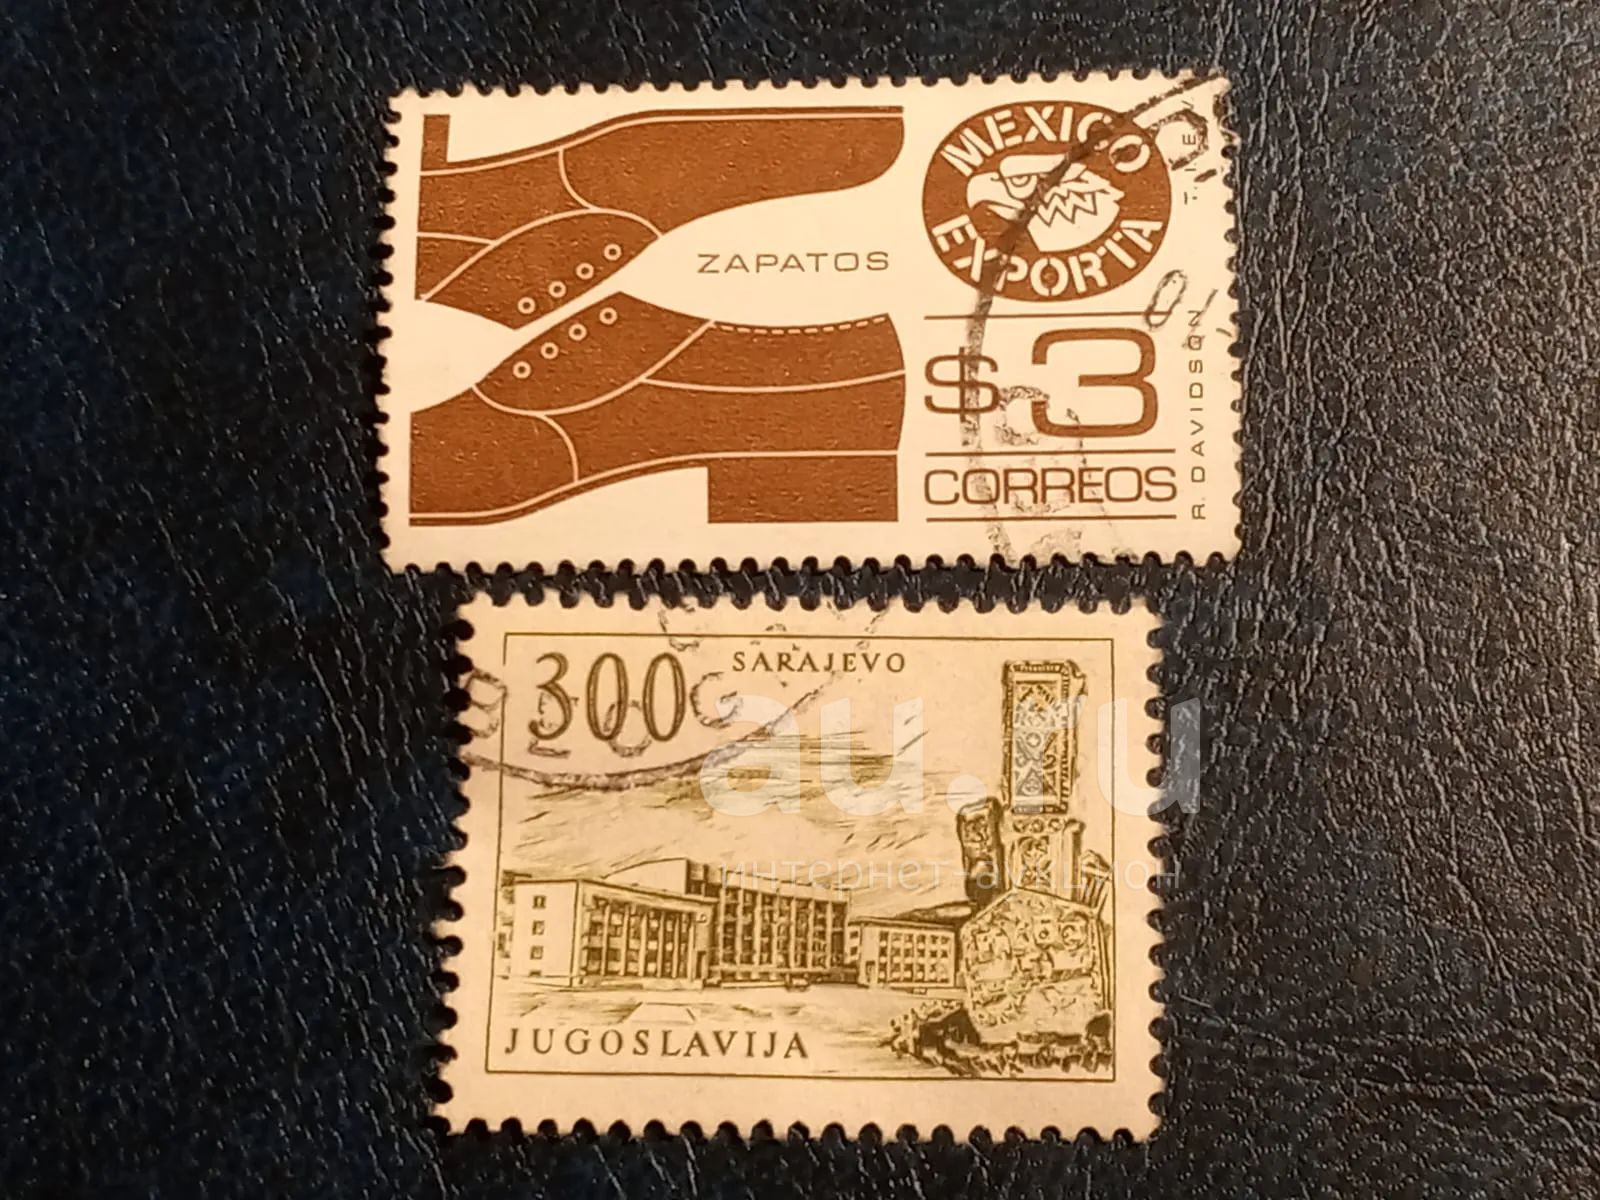 MEXICO
EXPORTA
ZAPATOS
$3
CORREOS
R. DAVIDSON
300
SARAJEVO
JUGOSLAVIJA
au.ru
интернет-аукцион